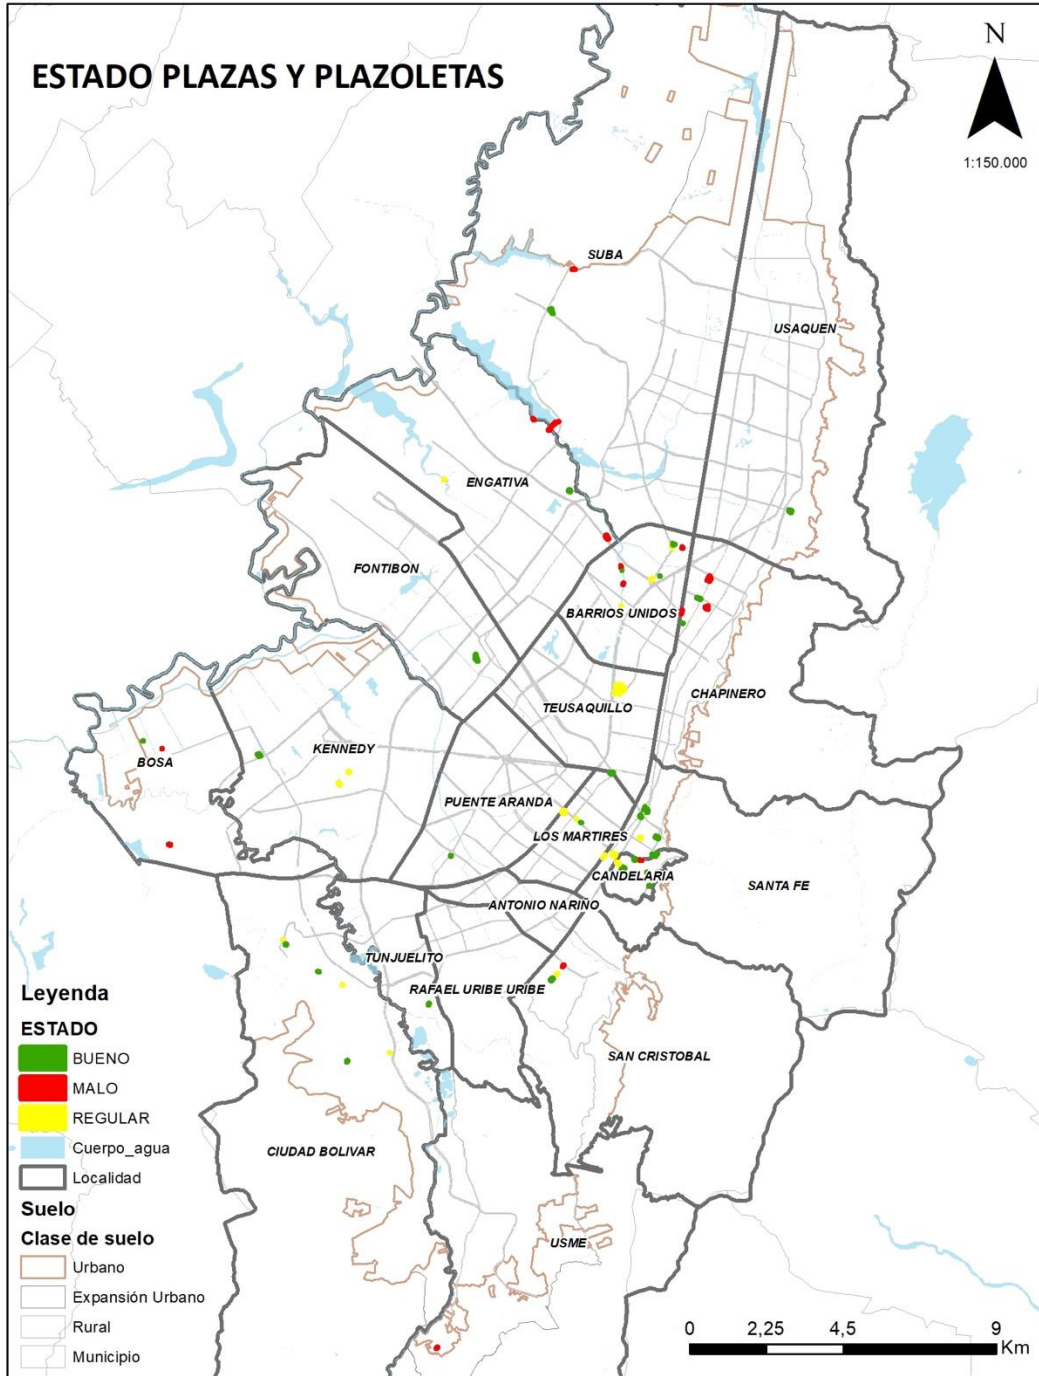 ESTADO PLAZAS Y PLAZOLETAS
N
1:150.000
SUBA
USAQUEN
ENGATIVA
FONTIBON
BARRIOS UNIDOS
CHAPINERO
TEUSAQUILLO
KENNEDY
BOSA
PUENTE ARANDA
LOS MARTIRES
CANDELARIA
SANTA FE
ANTONIO NARIÑO
TUNJUELITO
RAFAEL URIBE URIBE
SAN CRISTOBAL
CIUDAD BOLIVAR
USME
Leyenda
ESTADO
BUENO
MALO
REGULAR
Cuerpo_agua
Localidad
Suelo
Clase de suelo
Urbano
Expansión Urbano
Rural
Municipio
0 2,25 4,5 9
Km